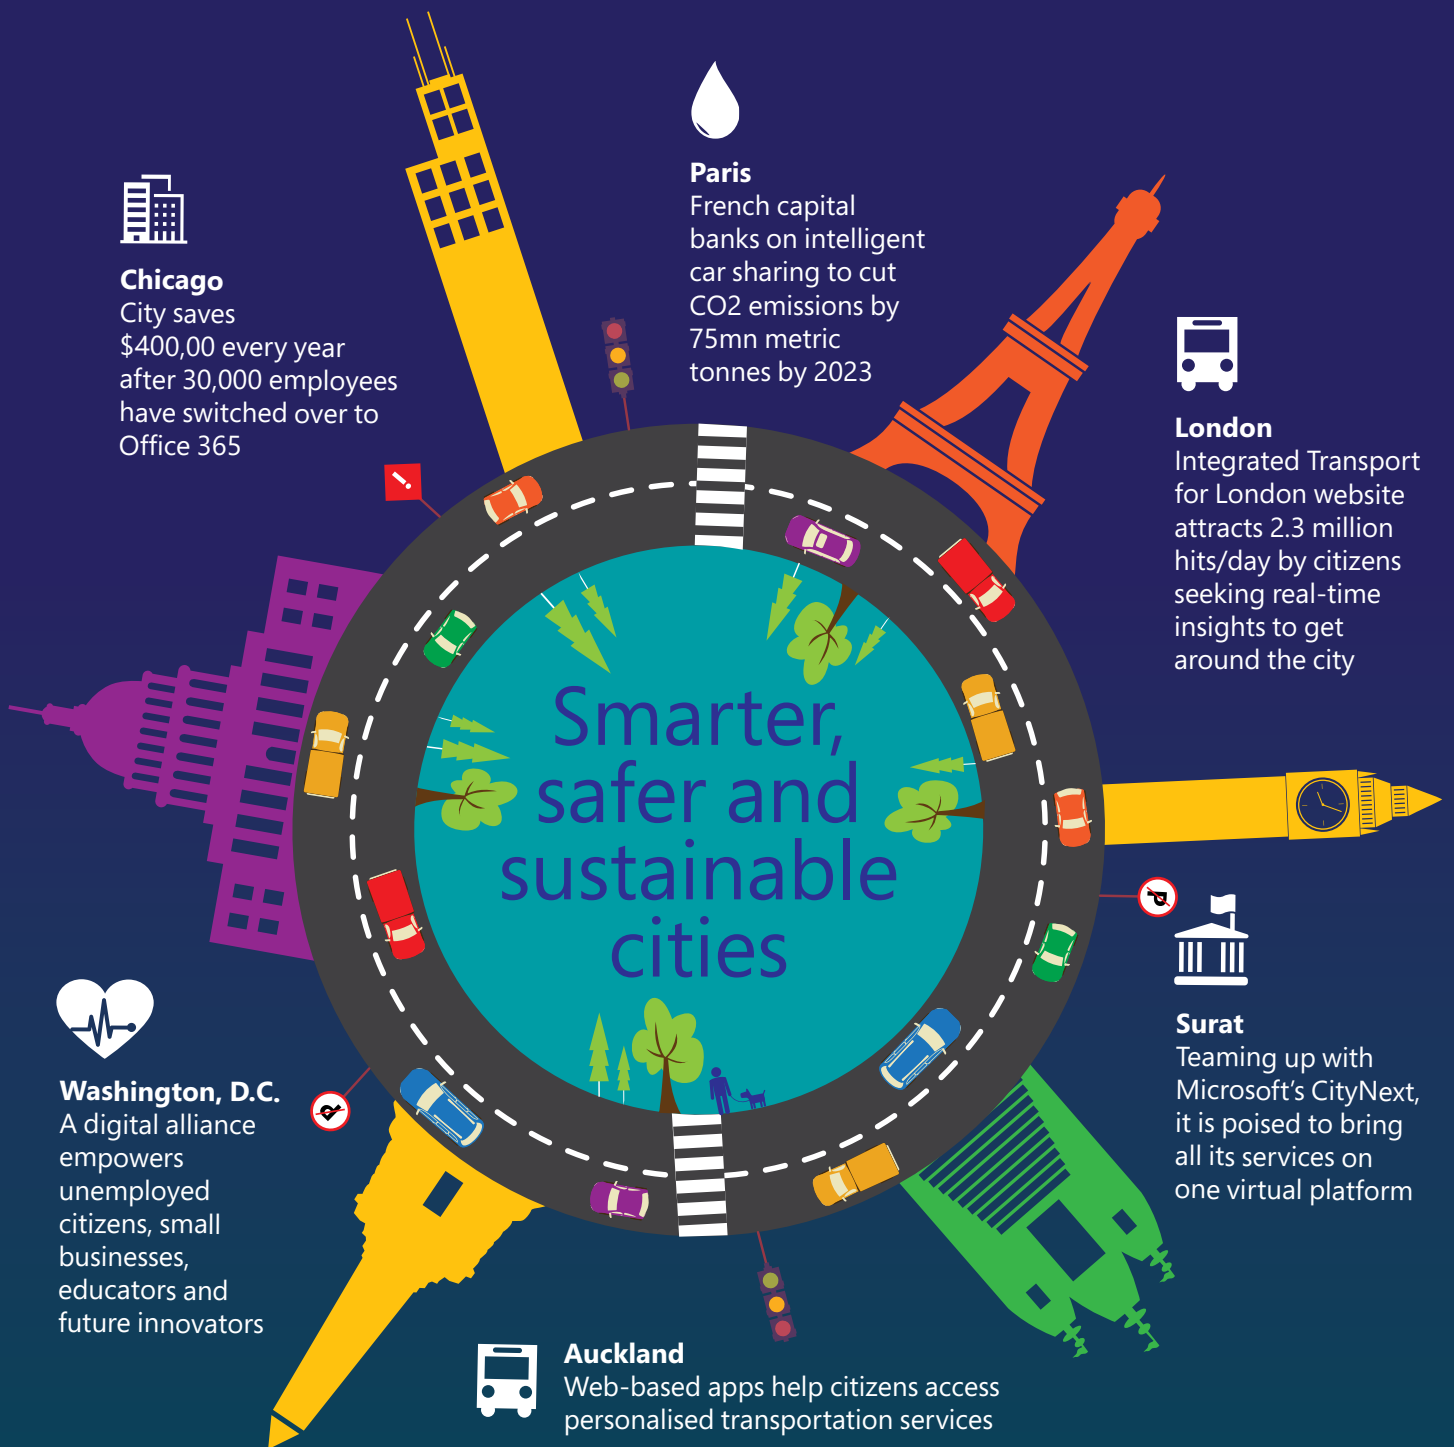 Paris
French capital
banks on intelligent
car sharing to cut
CO2 emissions by
75mn metric
tonnes by 2023
Chicago
City saves
$400,00 every year
after 30,000 employees
have switched over to
Office 365
London
Integrated Transport
for London website
attracts 2.3 million
hits/day by citizens
seeking real-time
insights to get
around the city
Smarter,
safer and
sustainable
cities
Surat
Teaming up with
Microsoft’s CityNext,
it is poised to bring
all its services on
one virtual platform
Washington, D.C.
A digital alliance
empowers
unemployed
citizens, small
businesses,
educators and
future innovators
Auckland
Web-based apps help citizens access
personalised transportation services